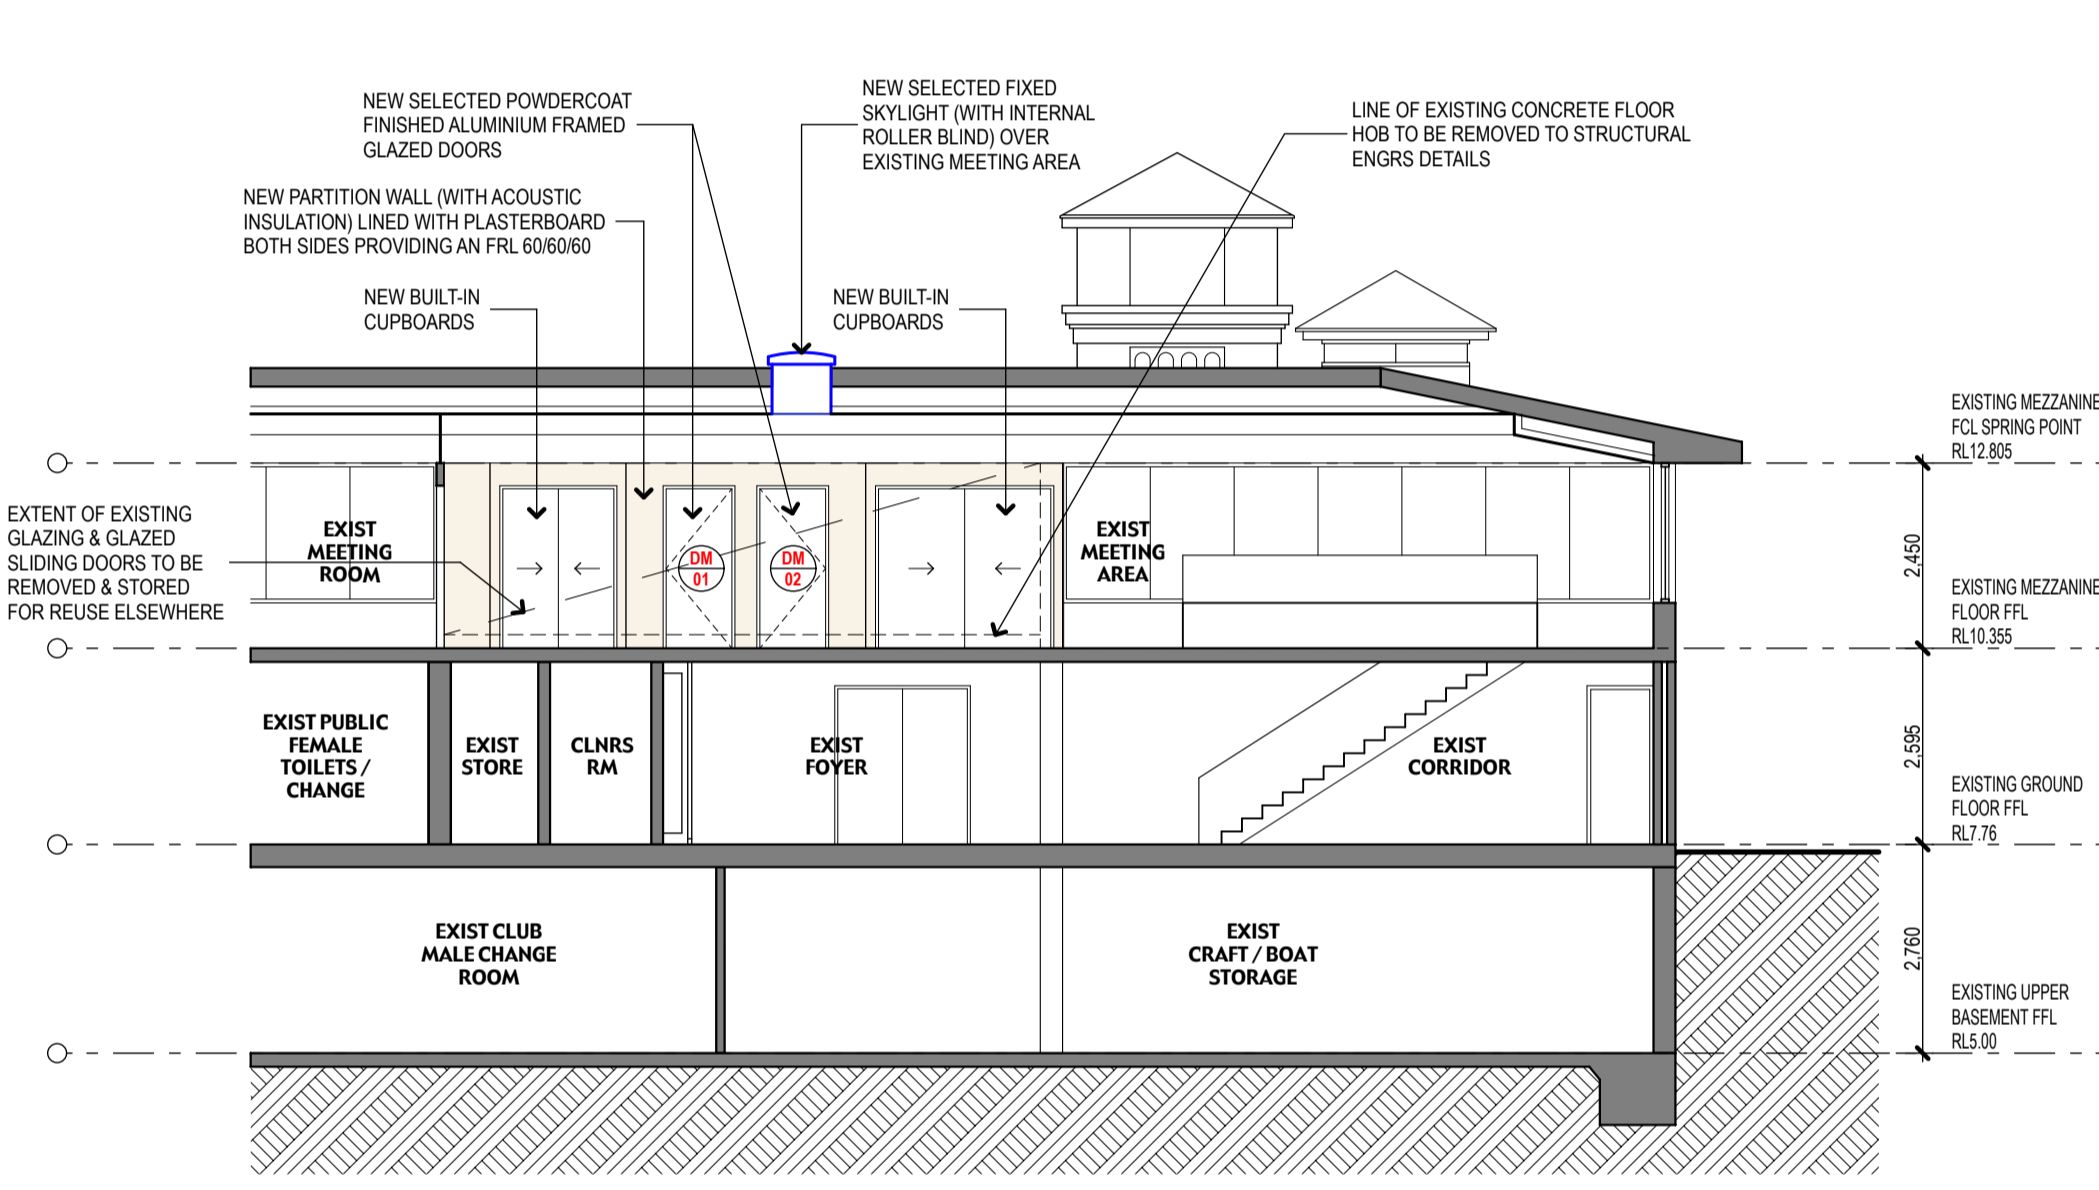 NEW SELECTED POWDERCOAT
FINISHED ALUMINIUM FRAMED
GLAZED DOORS
NEW SELECTED FIXED
SKYLIGHT (WITH INTERNAL
ROLLER BLIND) OVER
EXISTING MEETING AREA
LINE OF EXISTING CONCRETE FLOOR
HOB TO BE REMOVED TO STRUCTURAL
ENGRS DETAILS
NEW PARTITION WALL (WITH ACOUSTIC
INSULATION) LINED WITH PLASTERBOARD
BOTH SIDES PROVIDING AN FRL 60/60/60
NEW BUILT-IN
CUPBOARDS
NEW BUILT-IN
CUPBOARDS
EXISTING MEZZANINE
FCL SPRING POINT
RL12.805
EXTENT OF EXISTING
GLAZING & GLAZED
SLIDING DOORS TO BE
REMOVED & STORED
FOR REUSE ELSEWHERE
EXIST
MEETING
ROOM
DM
01
DM
02
EXIST
MEETING
AREA
2,450
EXISTING MEZZANINE
FLOOR FFL
RL10.355
EXIST PUBLIC
FEMALE
TOILETS /
CHANGE
EXIST
STORE
CLNRS
RM
EXIST
FOYER
EXIST
CORRIDOR
2,595
EXISTING GROUND
FLOOR FFL
RL7.76
EXIST CLUB
MALE CHANGE
ROOM
EXIST
CRAFT / BOAT
STORAGE
2,760
EXISTING UPPER
BASEMENT FFL
RL5.00